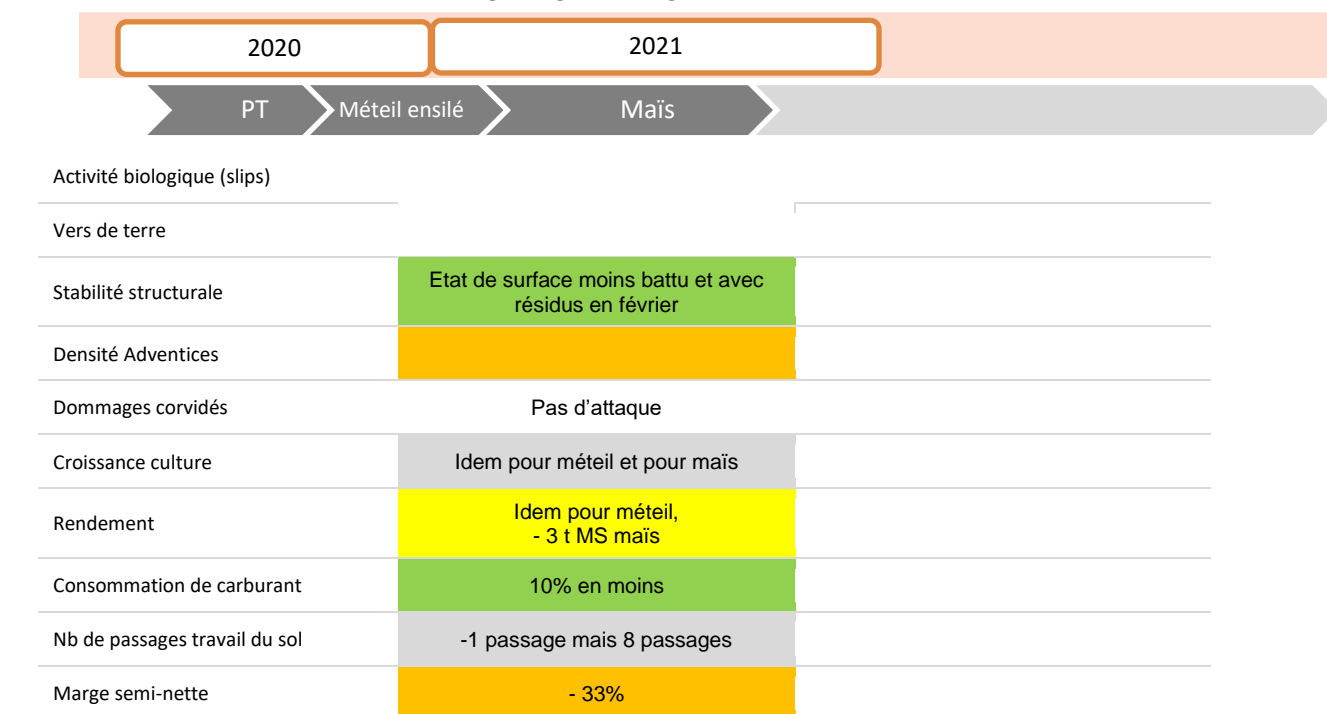 2020
2021
PT
Méteil ensilé
Maïs
Activité biologique (slips)
Vers de terre
Stabilité structurale
Etat de surface moins battu et avec
résidus en février
Densité Adventices
Dommages corvidés
Pas d’attaque
Croissance culture
Idem pour méteil et pour maïs
Rendement
Idem pour méteil,
- 3 t MS maïs
Consommation de carburant
10% en moins
Nb de passages travail du sol
-1 passage mais 8 passages
Marge semi-nette
- 33%